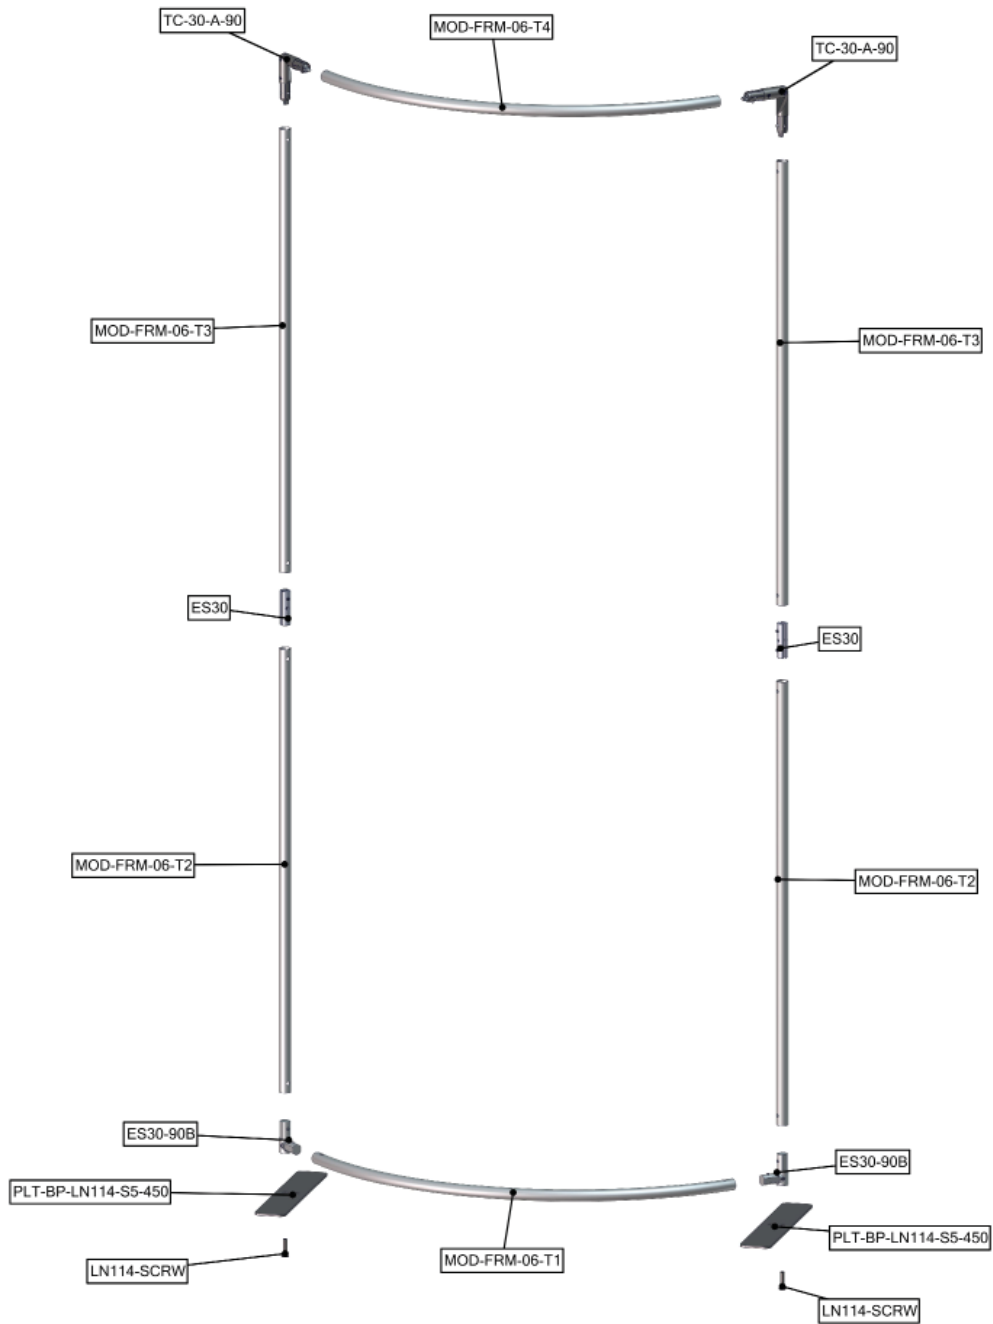 TC-30-A-90
MOD-FRM-06-T4
TC-30-A-90
MOD-FRM-06-T3
MOD-FRM-06-T3
ES30
ES30
MOD-FRM-06-T2
MOD-FRM-06-T2
ES30-90B
ES30-90B
PLT-BP-LN114-S5-450
PLT-BP-LN114-S5-450
MOD-FRM-06-T1
LN114-SCRW
LN114-SCRW